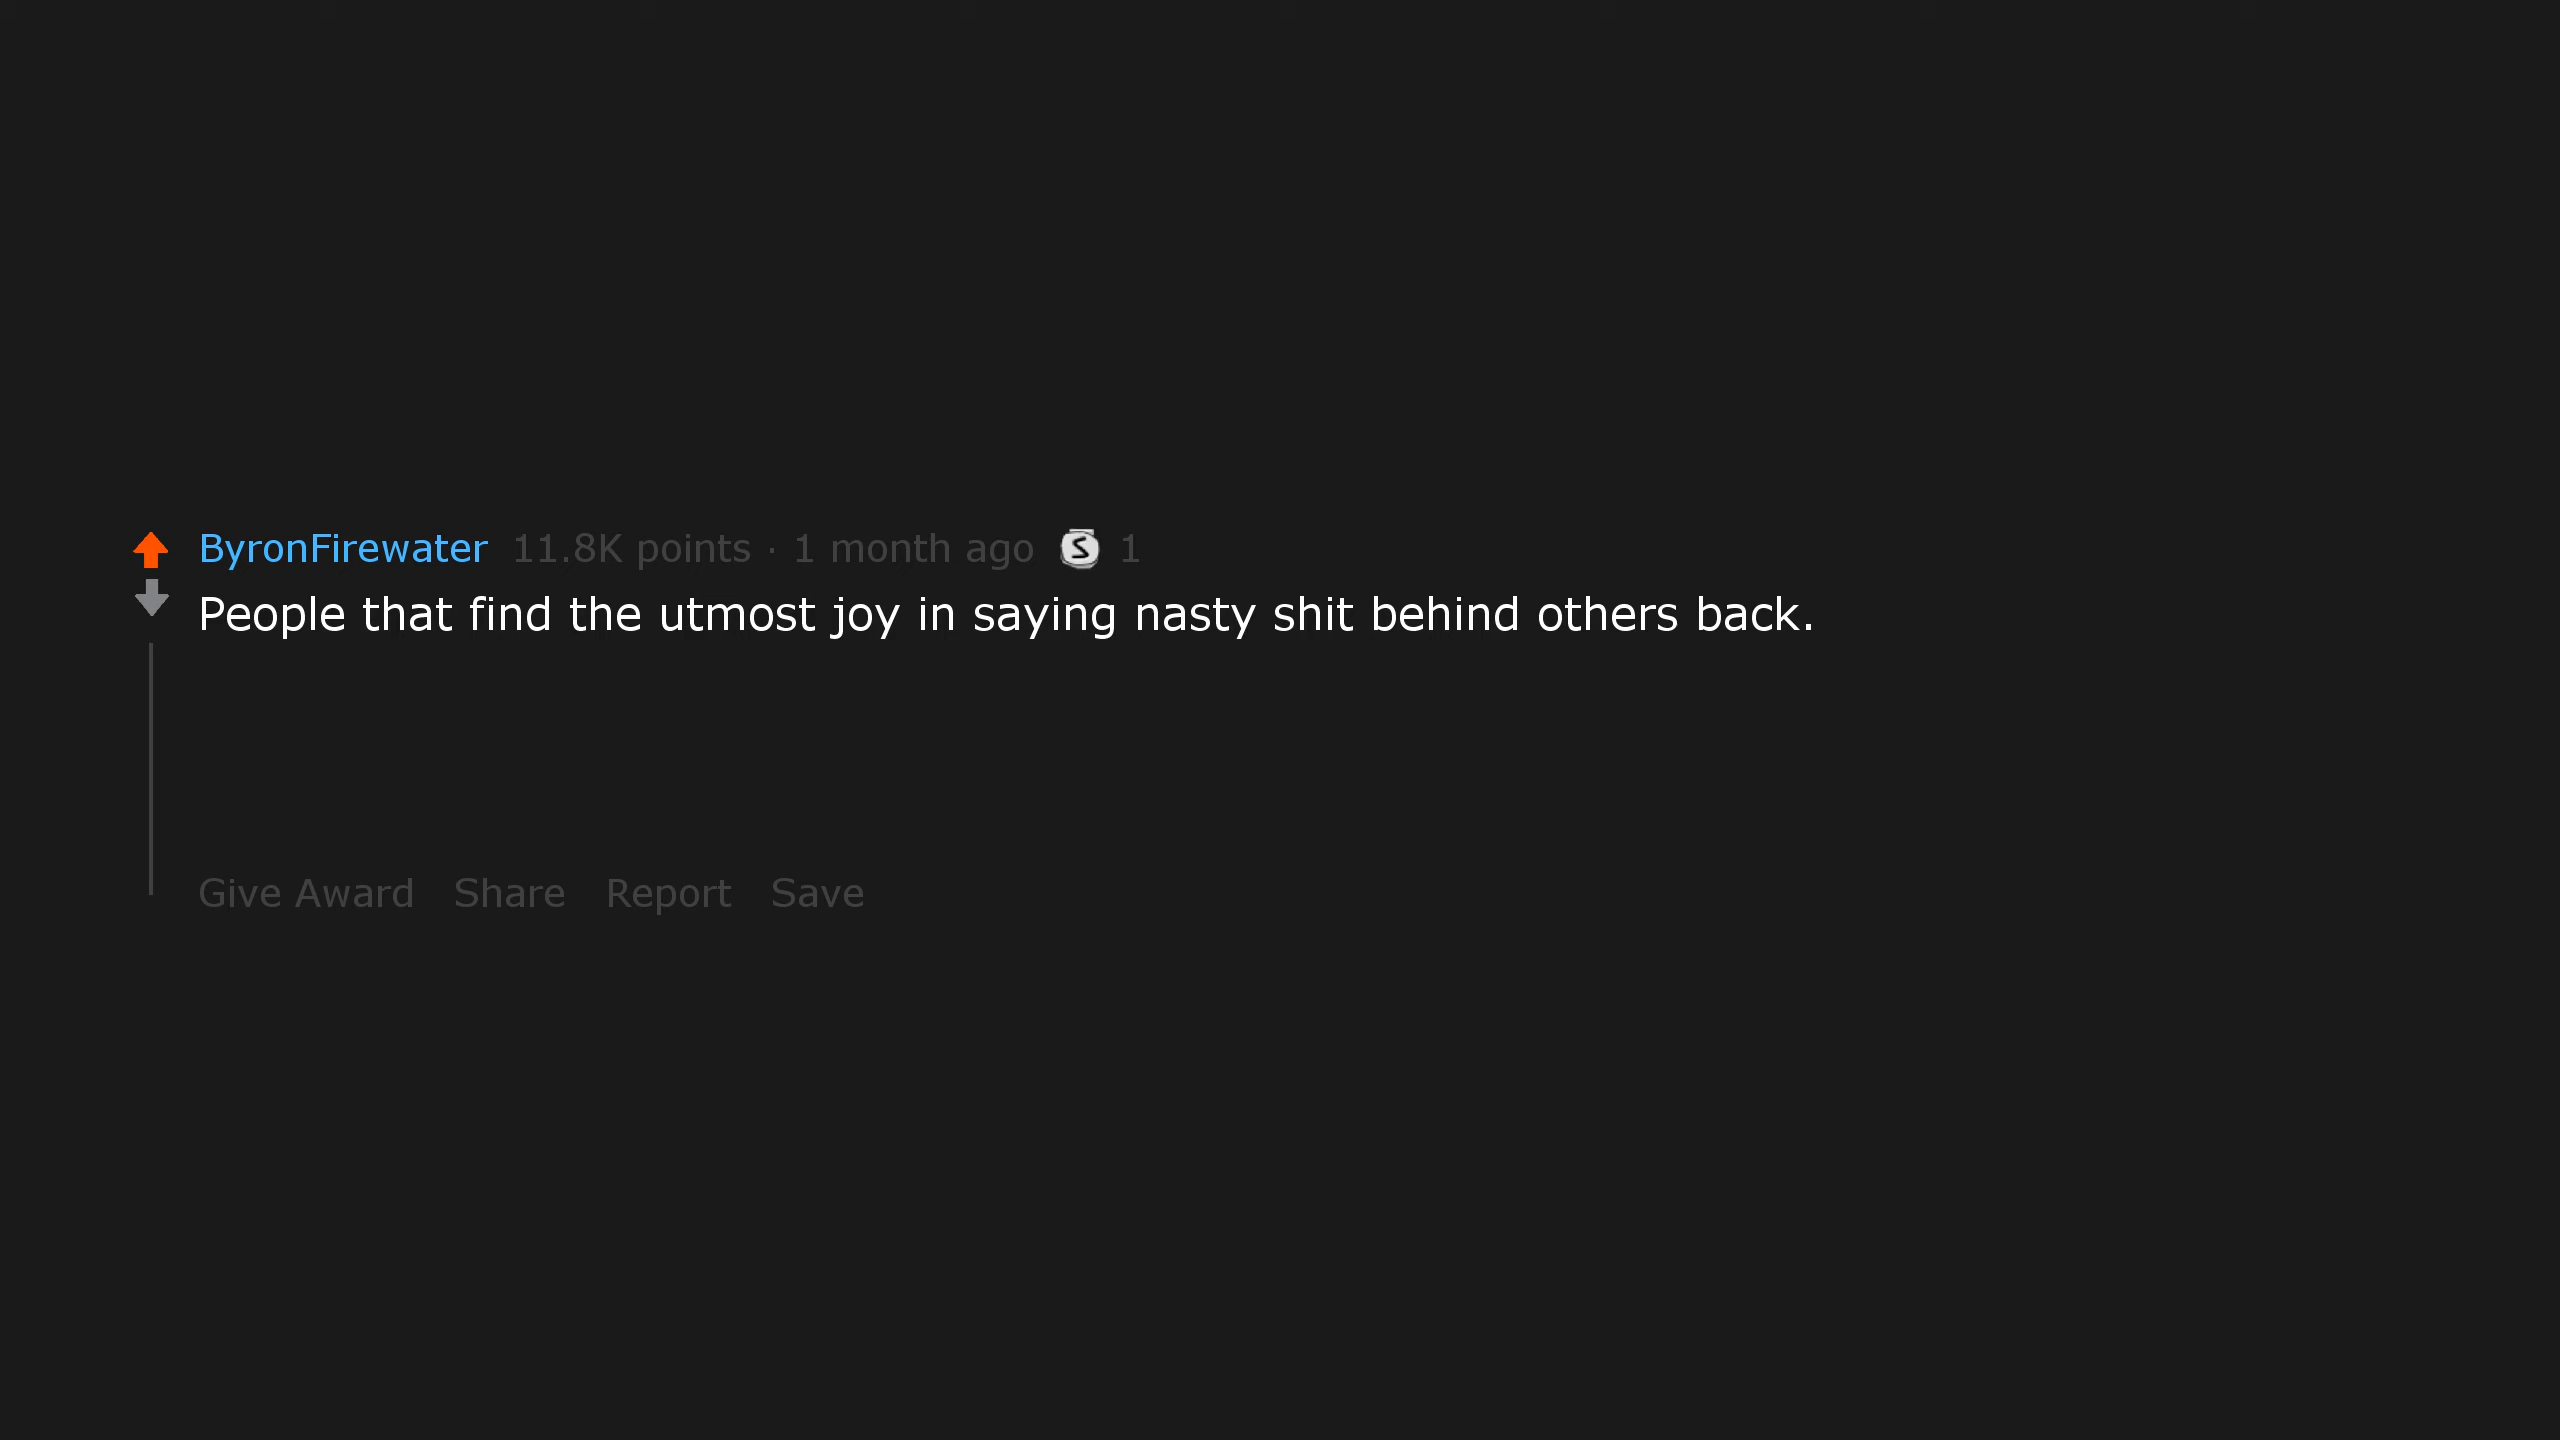 ByronFirewater 11.8K points · 1 month ago S 1
People that find the utmost joy in saying nasty shit behind others back.
Give Award Share Report Save